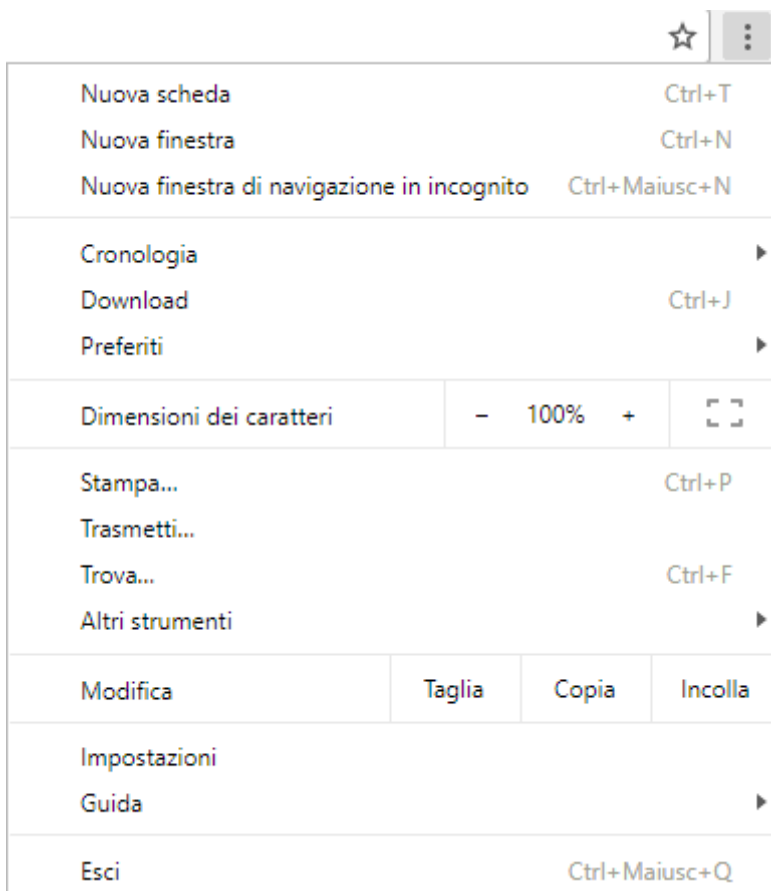 Nuova scheda Ctrl+T
Nuova finestra Ctrl+N
Nuova finestra di navigazione in incognito Ctrl+Maiusc+N
Cronologia
Download Ctrl+J
Preferiti
Dimensioni dei caratteri - 100% +
Stampa... Ctrl+P
Trasmetti...
Trova... Ctrl+F
Altri strumenti
Modifica Taglia Copia Incolla
Impostazioni
Guida
Esci Ctrl+Maiusc+Q